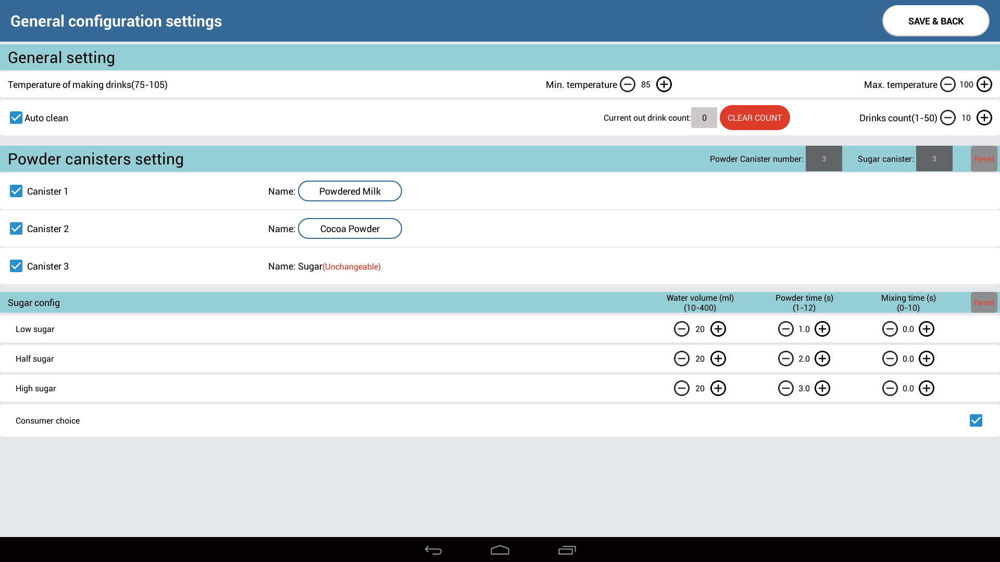 General configuration settings
SAVE & BACK
General setting
Temperature of making drinks(75-105)
Min. temperature 85
Max. temperature 100
Auto clean
Current out drink count: 0
CLEAR COUNT
Drinks count(1-50) 10
Powder canisters setting
Powder Canister number: 3
Sugar canister: 3
Reset
Canister 1
Name: Powdered Milk
Canister 2
Name: Cocoa Powder
Canister 3
Name: Sugar(Unchangeable)
Sugar config
Water volume (ml)
(10-400)
Powder time (s)
(1-12)
Mixing time (s)
(0-10)
Reset
Low sugar
20
1.0
0.0
Half sugar
20
2.0
0.0
High sugar
20
3.0
0.0
Consumer choice